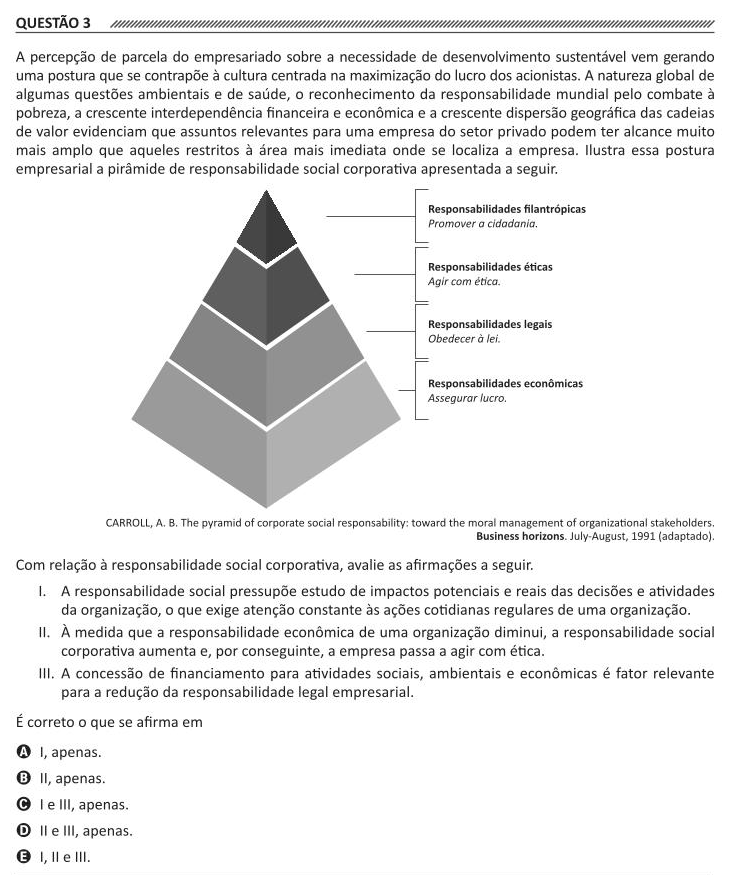 QUESTÃO 3
A percepção de parcela do empresariado sobre a necessidade de desenvolvimento sustentável vem gerando
uma postura que se contrapõe à cultura centrada na maximização do lucro dos acionistas. A natureza global de
algumas questões ambientais e de saúde, o reconhecimento da responsabilidade mundial pelo combate à
pobreza, a crescente interdependência financeira e econômica e a crescente dispersão geográfica das cadeias
de valor evidenciam que assuntos relevantes para uma empresa do setor privado podem ter alcance muito
mais amplo que aqueles restritos à área mais imediata onde se localiza a empresa. Ilustra essa postura
empresarial a pirâmide de responsabilidade social corporativa apresentada a seguir.
Responsabilidades filantrópicas
Promover a cidadania.
Responsabilidades éticas
Agir com ética.
Responsabilidades legais
Obedecer à lei.
Responsabilidades econômicas
Assegurar lucro.
CARROLL, A. B. The pyramid of corporate social responsability: toward the moral management of organizational stakeholders.
Business horizons. July-August, 1991 (adaptado).
Com relação à responsabilidade social corporativa, avalie as afirmações a seguir.
I. A responsabilidade social pressupõe estudo de impactos potenciais e reais das decisões e atividades
da organização, o que exige atenção constante às ações cotidianas regulares de uma organização.
II. À medida que a responsabilidade econômica de uma organização diminui, a responsabilidade social
corporativa aumenta e, por conseguinte, a empresa passa a agir com ética.
III. A concessão de financiamento para atividades sociais, ambientais e econômicas é fator relevante
para a redução da responsabilidade legal empresarial.
É correto o que se afirma em
A I, apenas.
B II, apenas.
C I e III, apenas.
D II e III, apenas.
E I, II e III.